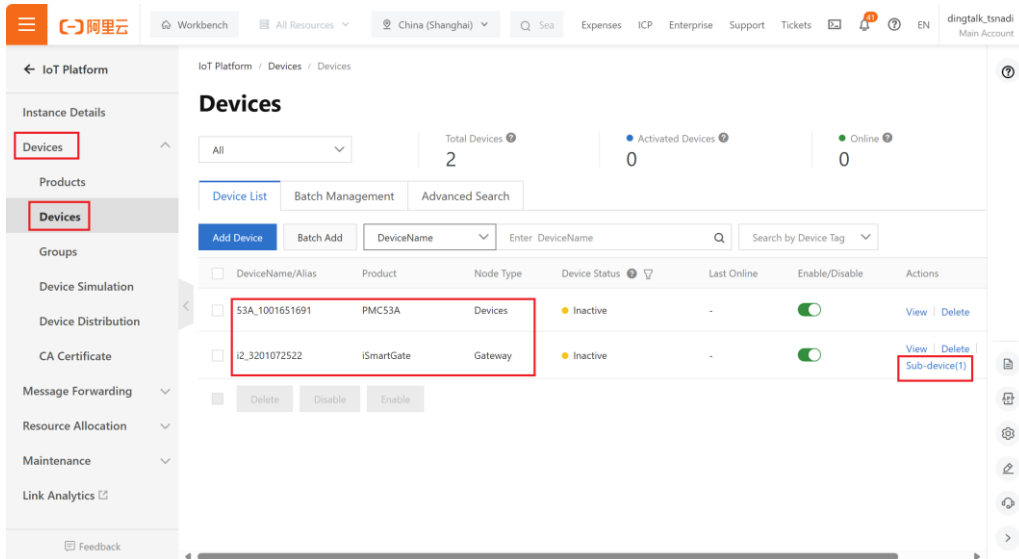 阿里云
Workbench
All Resources
China (Shanghai)
Sea
Expenses
ICP
Enterprise
Support
Tickets
41
EN
dingtalk_tsnadi
Main Account
IoT Platform
Instance Details
Devices
Products
Devices
Groups
Device Simulation
Device Distribution
CA Certificate
Message Forwarding
Resource Allocation
Maintenance
Link Analytics
Feedback
IoT Platform / Devices / Devices
Devices
All
Total Devices
2
Activated Devices
0
Online
0
Device List
Batch Management
Advanced Search
Add Device
Batch Add
DeviceName
Enter DeviceName
Search by Device Tag
DeviceName/Alias Product Node Type Device Status Last Online Enable/Disable Actions
53A_1001651691 PMC53A Devices Inactive - View Delete
i2_3201072522 iSmartGate Gateway Inactive - View Delete
Sub-device(1)
Delete
Disable
Enable